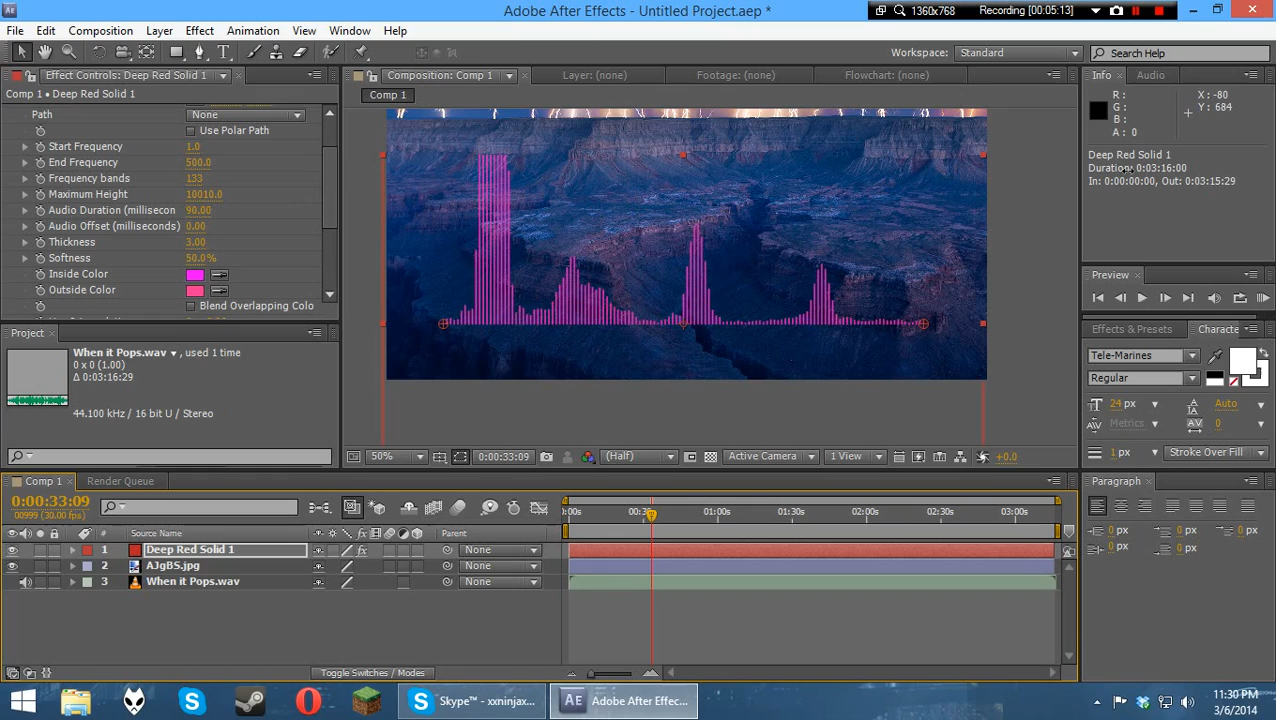 Adobe After Effects - Untitled Project.aep *
1360x768
Recording [00:05:13]
File Edit Composition Layer Effect Animation View Window Help
Workspace: Standard
Search Help
Effect Controls: Deep Red Solid 1
Comp 1 • Deep Red Solid 1
Path None
Use Polar Path
Start Frequency 1.0
End Frequency 500.0
Frequency bands 133
Maximum Height 10010.0
Audio Duration (millisecon 90.00
Audio Offset (milliseconds) 0.00
Thickness 3.00
Softness 50.0%
Inside Color
Outside Color
Blend Overlapping Colo
Project
When it Pops.wav , used 1 time
0 x 0 (1.00)
Δ 0:03:16:29
44.100 kHz / 16 bit U / Stereo
Composition: Comp 1
Layer: (none)
Footage: (none)
Flowchart: (none)
Comp 1
50% 0:00:33:09 (Half) Active Camera 1 View +0.0
Info Audio
R : X : -80
G : Y : 684
B :
A : 0
Deep Red Solid 1
Duration: 0:03:16:00
In: 0:00:00:00, Out: 0:03:15:29
Preview
Effects & Presets Characte
Tele-Marines
Regular
24 px Auto
Metrics 0
1 px Stroke Over Fill
Paragraph
0 px 0 px 0 px
0 px 0 px
Comp 1 Render Queue
0:00:33:09
00999 (30.00 fps)
:00s 00:30s 01:00s 01:30s 02:00s 02:30s 03:00s
# Source Name Parent
1 Deep Red Solid 1 fx None
2 AJgBS.jpg None
3 When it Pops.wav None
Toggle Switches / Modes
Skype™ - xxninjax...
Adobe After Effec...
11:30 PM
3/6/2014